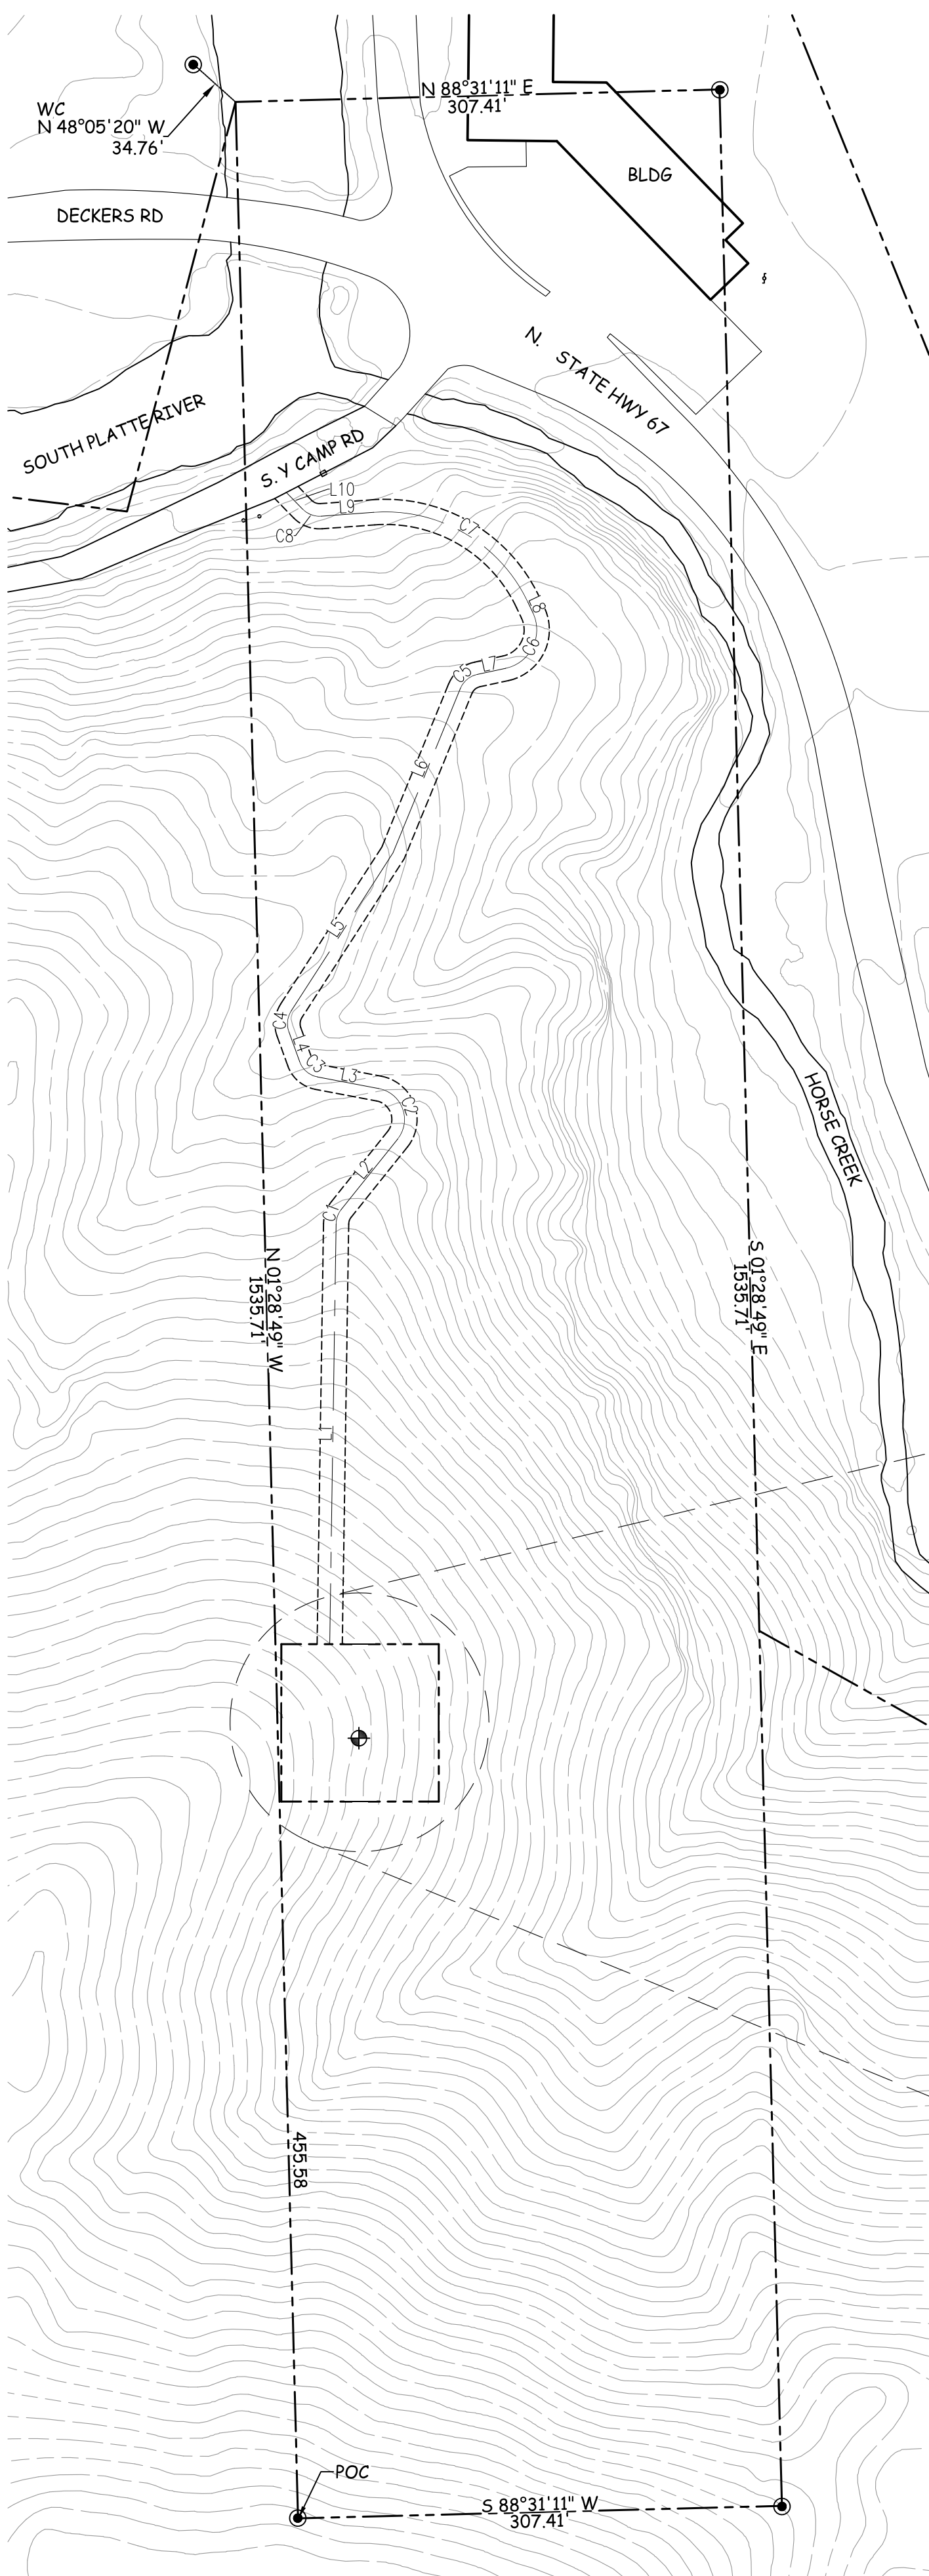 N 88°31'11" E
307.41'
WC
N 48°05'20" W
34.76'
BLDG
DECKERS RD
N. STATE HWY 67
SOUTH PLATTE RIVER
S. Y CAMP RD
L10
L9
C8
C7
L8
C6
L7
C5
L6
L5
C4
L4
C3
L3
C2
HORSE CREEK
L2
C1
N 01°28'49" W
1535.71'
S 01°28'49" E
1535.71'
L1
455.58
POC
S 88°31'11" W
307.41'